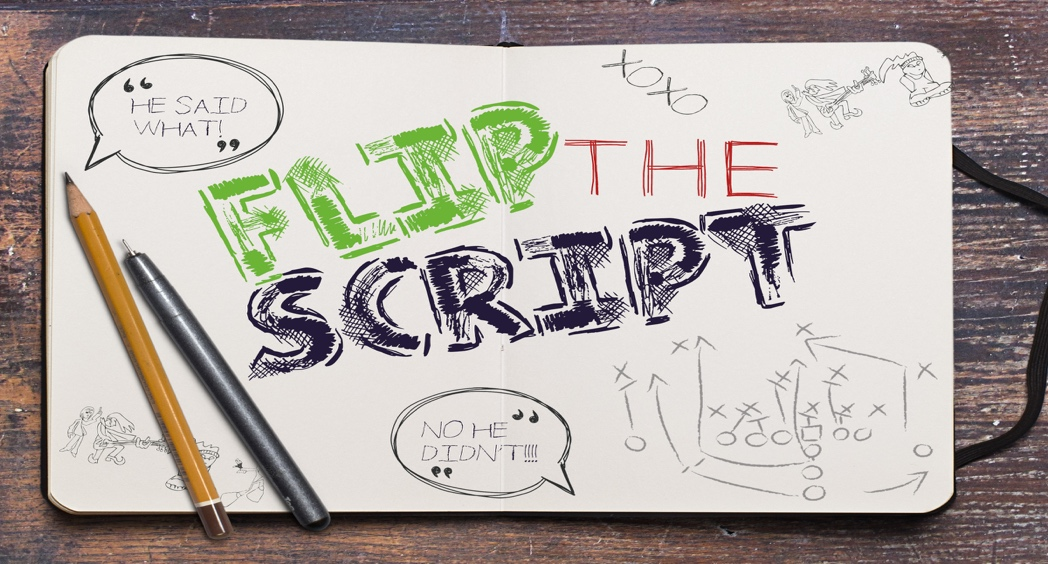 “HE SAID
WHAT!”
XOXO
FLIP THE
SCRIPT
“NO HE
DIDN'T!!!!”